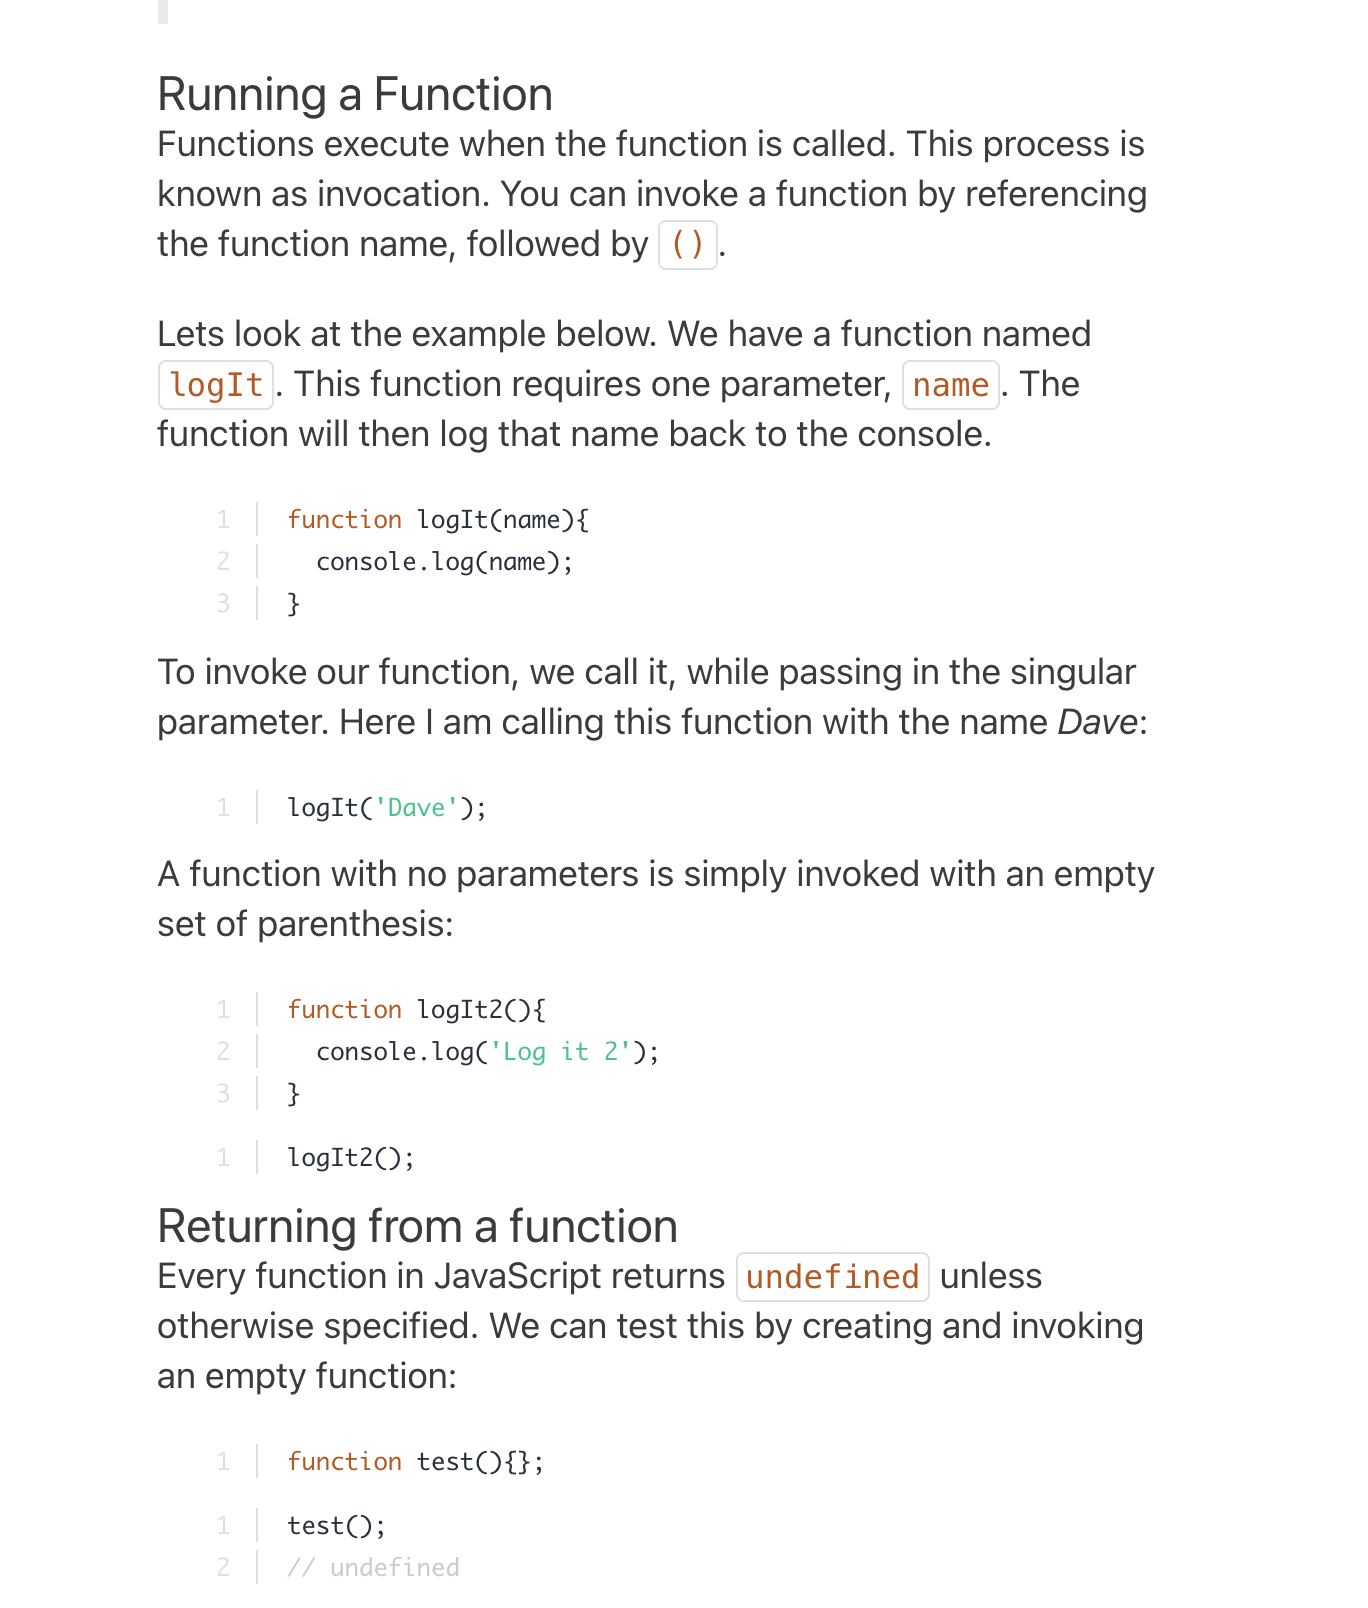 Running a Function
Functions execute when the function is called. This process is
known as invocation. You can invoke a function by referencing
the function name, followed by ().
Lets look at the example below. We have a function named
logIt. This function requires one parameter, name. The
function will then log that name back to the console.
1 function logIt(name){
2   console.log(name);
3 }
To invoke our function, we call it, while passing in the singular
parameter. Here I am calling this function with the name Dave:
1 logIt('Dave');
A function with no parameters is simply invoked with an empty
set of parenthesis:
1 function logIt2(){
2   console.log('Log it 2');
3 }
1 logIt2();
Returning from a function
Every function in JavaScript returns undefined unless
otherwise specified. We can test this by creating and invoking
an empty function:
1 function test(){};
1 test();
2 // undefined